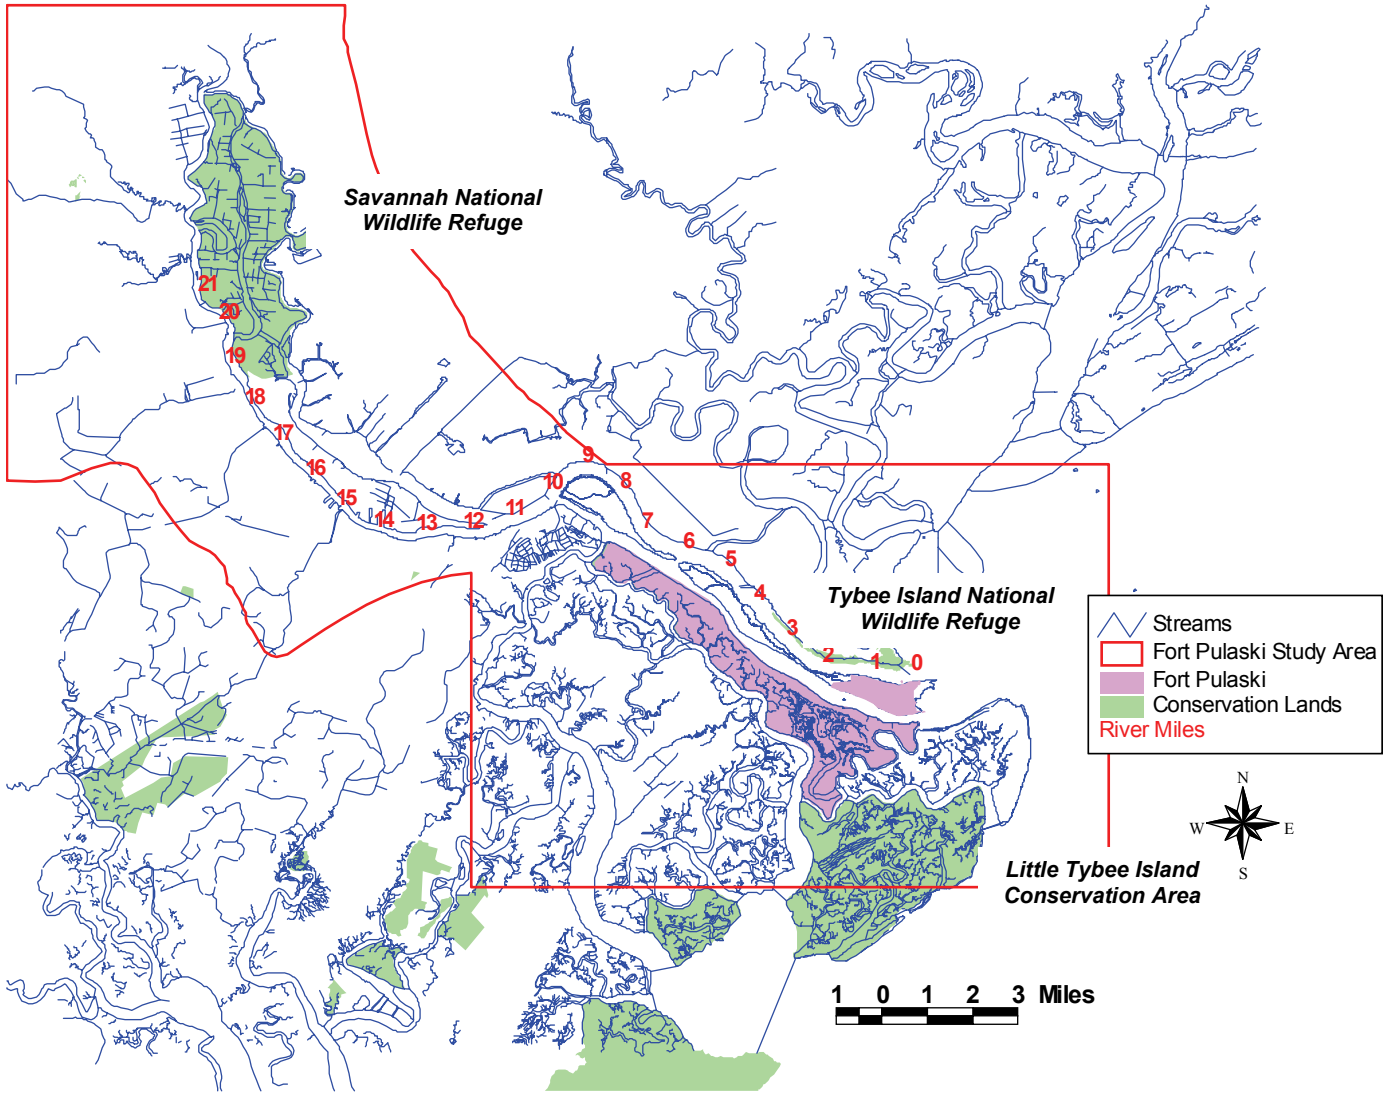 Savannah National
Wildlife Refuge
21
20
19
18
17
16
15
14
13
12
11
10
9
8
7
6
5
4
3
2
1
0
Tybee Island National
Wildlife Refuge
Streams
Fort Pulaski Study Area
Fort Pulaski
Conservation Lands
River Miles
N
W
E
S
Little Tybee Island
Conservation Area
1 0 1 2 3 Miles